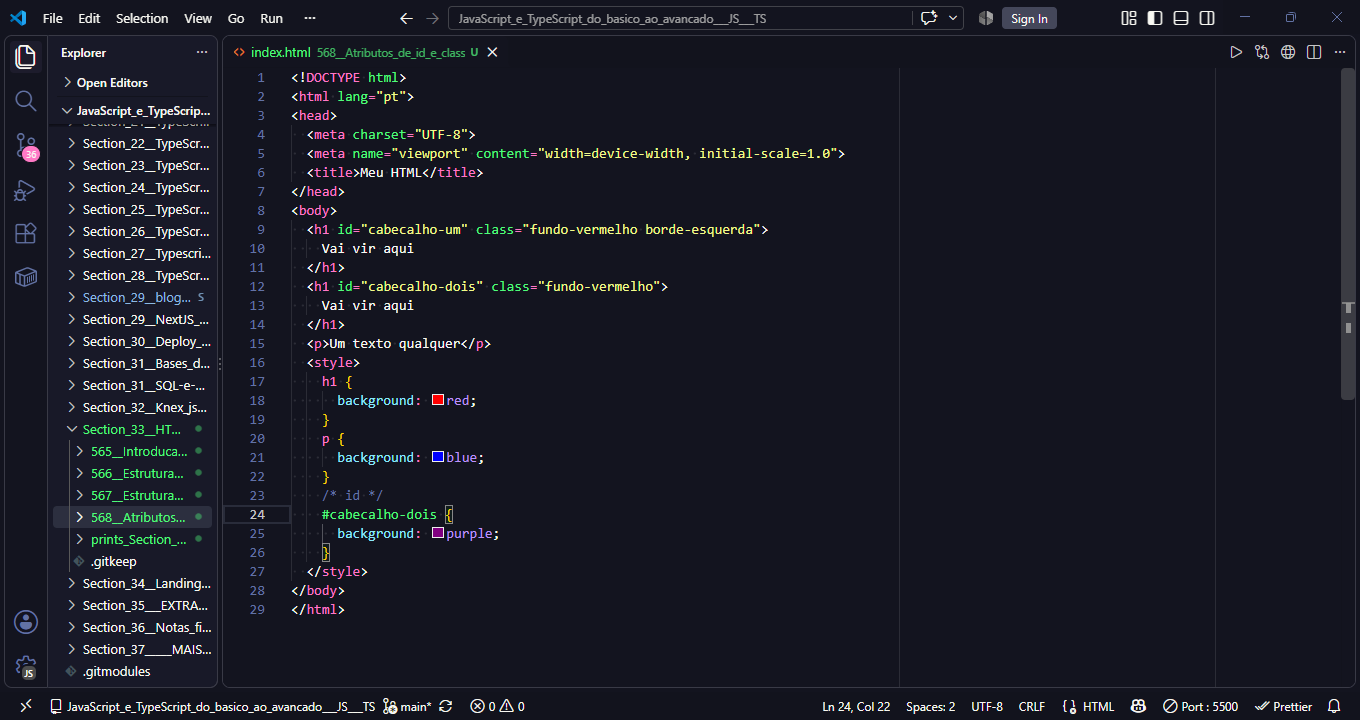 File Edit Selection View Go Run ···
JavaScript_e_TypeScript_do_basico_ao_avancado___JS___TS
Sign In
Explorer
Open Editors
JavaScript_e_TypeScrip...
Section_22__TypeScr...
Section_23__TypeScr...
Section_24__TypeScr...
Section_25__TypeScr...
Section_26__TypeScr...
Section_27__Typescri...
Section_28__TypeScr...
Section_29__blog... S
Section_29__NextJS_...
Section_30__Deploy_...
Section_31__Bases_d...
Section_31__SQL-e-...
Section_32__Knex_js...
Section_33__HT...
565__Introduca...
566__Estrutura...
567__Estrutura...
568__Atributos...
prints_Section_...
.gitkeep
Section_34__Landing...
Section_35___EXTRA...
Section_36__Notas_fi...
Section_37____MAIS...
.gitmodules
36
JS
index.html 568__Atributos_de_id_e_class U
1 <!DOCTYPE html>
2 <html lang="pt">
3 <head>
4 <meta charset="UTF-8">
5 <meta name="viewport" content="width=device-width, initial-scale=1.0">
6 <title>Meu HTML</title>
7 </head>
8 <body>
9 <h1 id="cabecalho-um" class="fundo-vermelho borde-esquerda">
10 Vai vir aqui
11 </h1>
12 <h1 id="cabecalho-dois" class="fundo-vermelho">
13 Vai vir aqui
14 </h1>
15 <p>Um texto qualquer</p>
16 <style>
17 h1 {
18 background: red;
19 }
20 p {
21 background: blue;
22 }
23 /* id */
24 #cabecalho-dois {
25 background: purple;
26 }
27 </style>
28 </body>
29 </html>
JavaScript_e_TypeScript_do_basico_ao_avancado___JS___TS main* 0 0 Ln 24, Col 22 Spaces: 2 UTF-8 CRLF HTML Port : 5500 Prettier